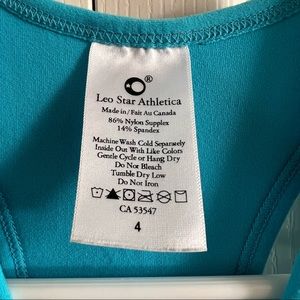 ®
Leo Star Athletica
Made in/Fait Au Canada
86% Nylon Supplex
14% Spandex
Machine Wash Cold Separately
Inside Out With Like Colors
Gentle Cycle or Hang Dry
Do Not Bleach
Tumble Dry Low
Do Not Iron
CA 53547
4